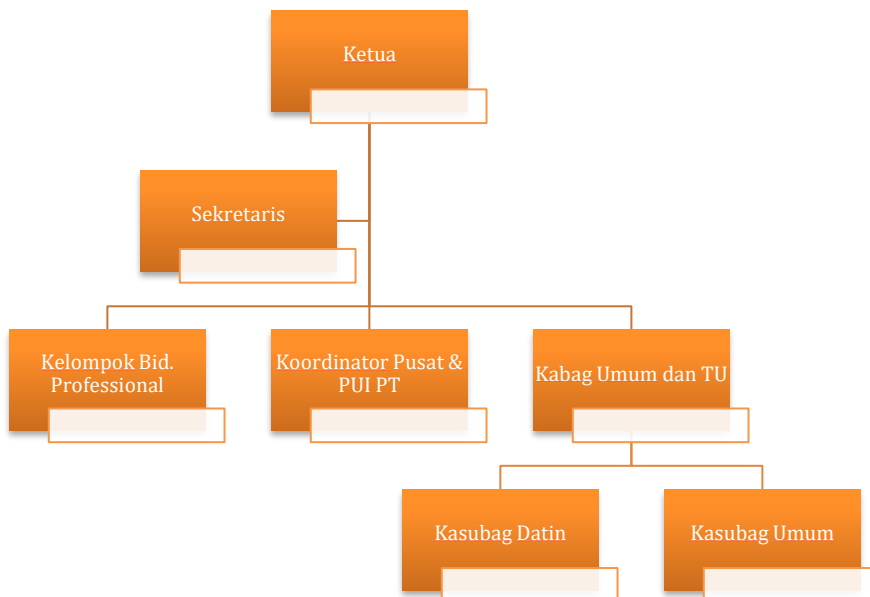 Ketua
Sekretaris
Kelompok Bid.
Professional
Koordinator Pusat &
PUI PT
Kabag Umum dan TU
Kasubag Datin
Kasubag Umum